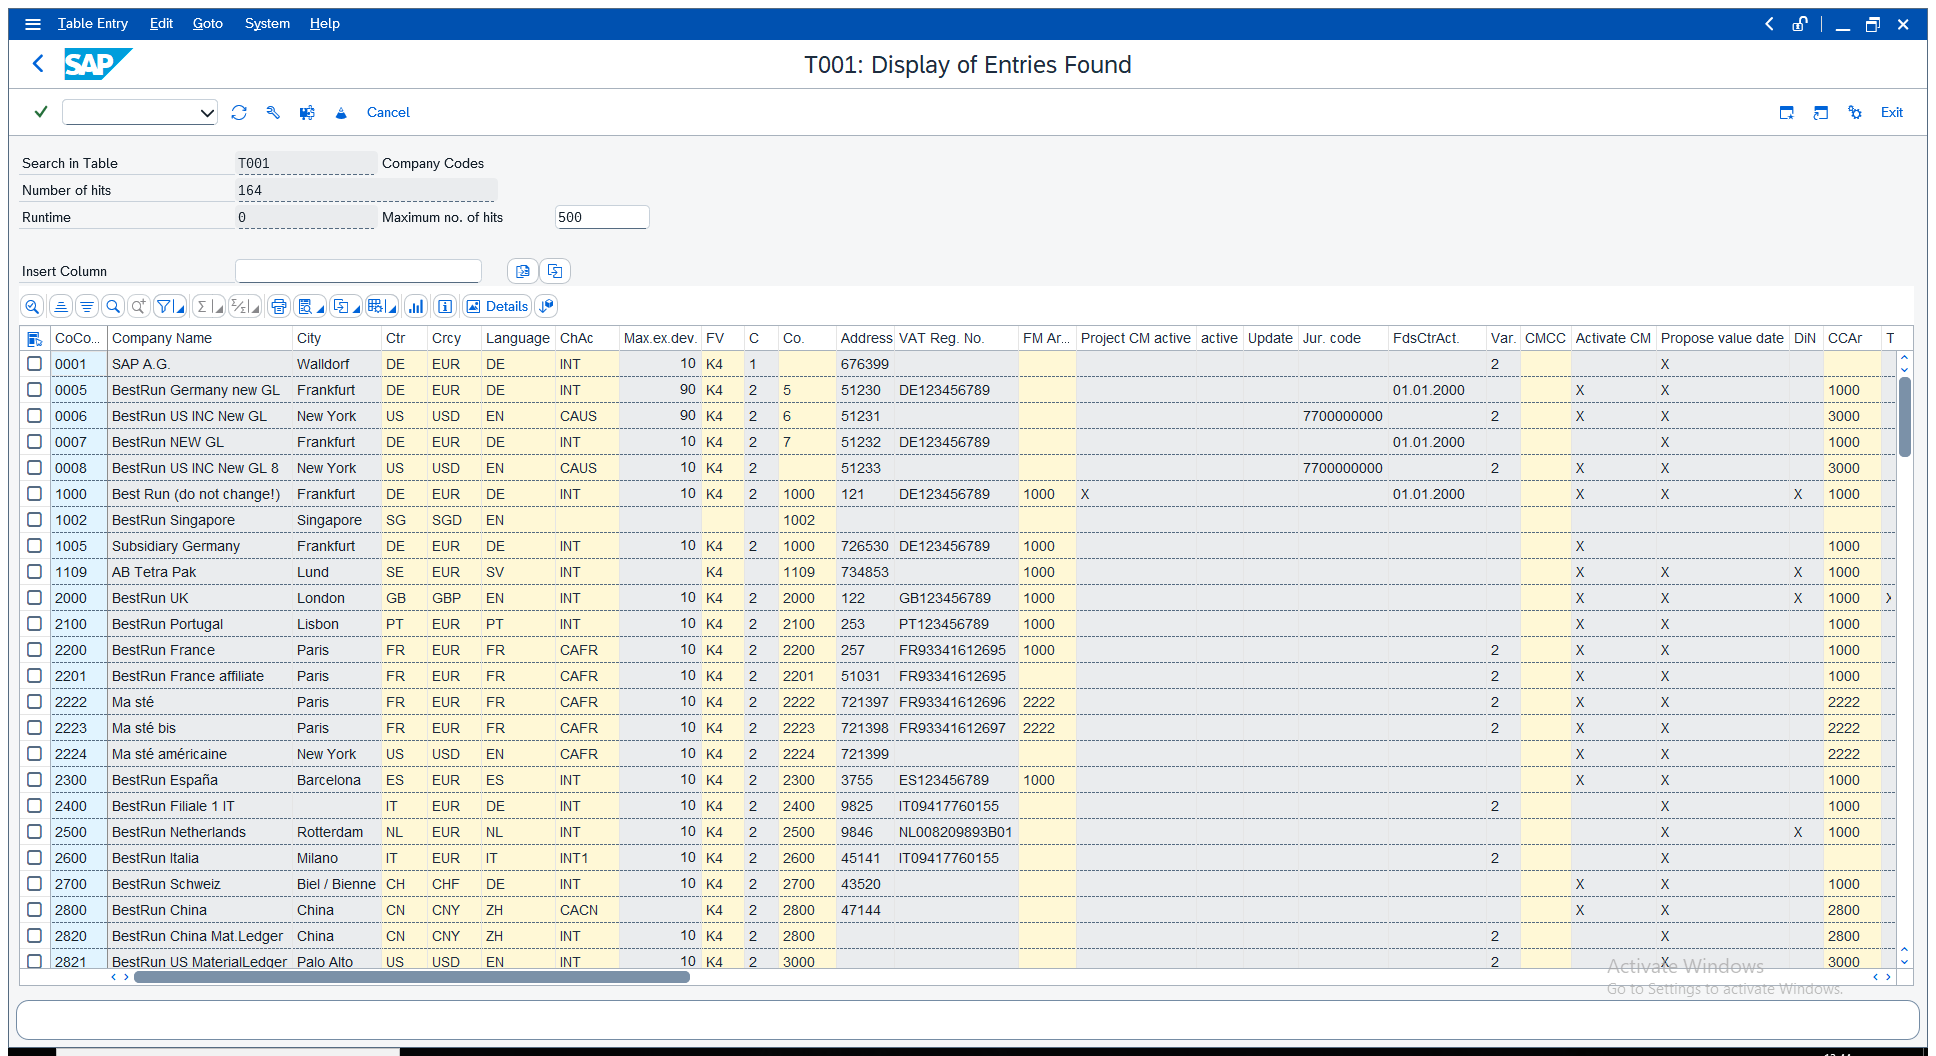 Table Entry Edit Goto System Help
SAP
T001: Display of Entries Found
Cancel Exit
Search in Table T001 Company Codes
Number of hits 164
Runtime 0 Maximum no. of hits 500
Insert Column
Details
CoCo... Company Name City Ctr Crcy Language ChAc Max.ex.dev. FV C Co. Address VAT Reg. No. FM Ar... Project CM active active Update Jur. code FdsCtrAct. Var. CMCC Activate CM Propose value date DiN CCAr T
0001 SAP A.G. Walldorf DE EUR DE INT 10 K4 1 676399 2 X
0005 BestRun Germany new GL Frankfurt DE EUR DE INT 90 K4 2 5 51230 DE123456789 01.01.2000 X X 1000
0006 BestRun US INC New GL New York US USD EN CAUS 90 K4 2 6 51231 7700000000 2 X X 3000
0007 BestRun NEW GL Frankfurt DE EUR DE INT 10 K4 2 7 51232 DE123456789 01.01.2000 X 1000
0008 BestRun US INC New GL 8 New York US USD EN CAUS 10 K4 2 51233 7700000000 2 X X 3000
1000 Best Run (do not change!) Frankfurt DE EUR DE INT 10 K4 2 1000 121 DE123456789 1000 X 01.01.2000 X X X 1000
1002 BestRun Singapore Singapore SG SGD EN 1002
1005 Subsidiary Germany Frankfurt DE EUR DE INT 10 K4 2 1000 726530 DE123456789 1000 X 1000
1109 AB Tetra Pak Lund SE EUR SV INT K4 1109 734853 1000 X X X 1000
2000 BestRun UK London GB GBP EN INT 10 K4 2 2000 122 GB123456789 1000 X X X 1000 X
2100 BestRun Portugal Lisbon PT EUR PT INT 10 K4 2 2100 253 PT123456789 1000 X X 1000
2200 BestRun France Paris FR EUR FR CAFR 10 K4 2 2200 257 FR93341612695 1000 2 X X 1000
2201 BestRun France affiliate Paris FR EUR FR CAFR 10 K4 2 2201 51031 FR93341612695 2 X X 1000
2222 Ma sté Paris FR EUR FR CAFR 10 K4 2 2222 721397 FR93341612696 2222 2 X X 2222
2223 Ma sté bis Paris FR EUR FR CAFR 10 K4 2 2223 721398 FR93341612697 2222 2 X X 2222
2224 Ma sté américaine New York US USD EN CAFR 10 K4 2 2224 721399 X X 2222
2300 BestRun España Barcelona ES EUR ES INT 10 K4 2 2300 3755 ES123456789 1000 X X 1000
2400 BestRun Filiale 1 IT IT EUR DE INT 10 K4 2 2400 9825 IT09417760155 2 X 1000
2500 BestRun Netherlands Rotterdam NL EUR NL INT 10 K4 2 2500 9846 NL008209893B01 X X 1000
2600 BestRun Italia Milano IT EUR IT INT1 10 K4 2 2600 45141 IT09417760155 2 X
2700 BestRun Schweiz Biel / Bienne CH CHF DE INT 10 K4 2 2700 43520 X X 1000
2800 BestRun China China CN CNY ZH CACN K4 2 2800 47144 X X 2800
2820 BestRun China Mat.Ledger China CN CNY ZH INT 10 K4 2 2800 2 X 2800
2821 BestRun US MaterialLedger Palo Alto US USD EN INT 10 K4 2 3000 2 X 3000
Activate Windows
Go to Settings to activate Windows.